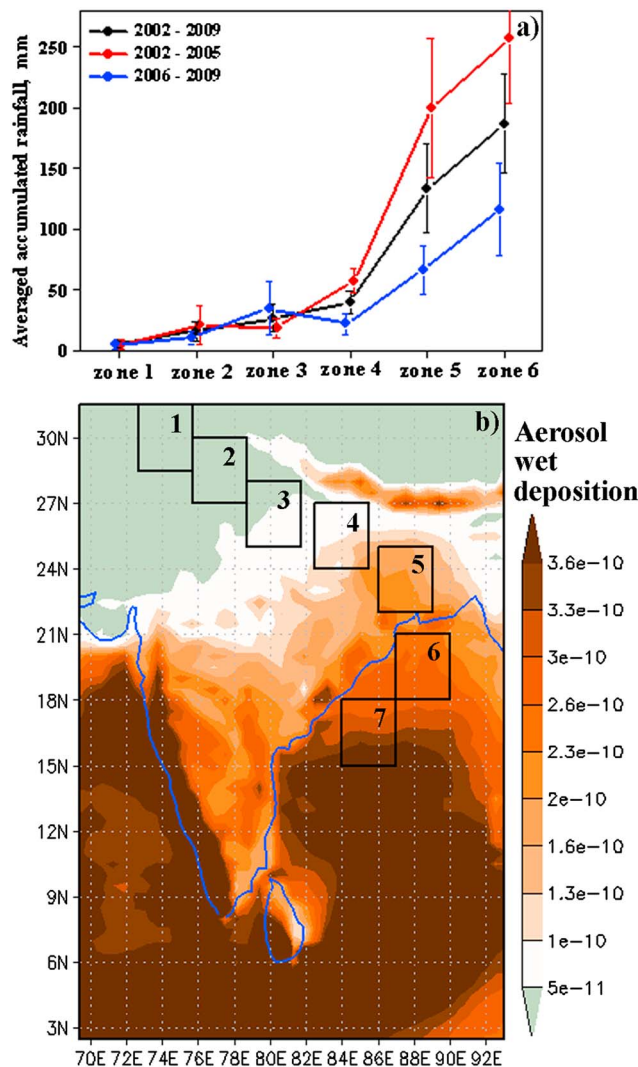 a)
2002 - 2009
2002 - 2005
2006 - 2009
Averaged accumulated rainfall, mm
250
200
150
100
50
0
zone 1 zone 2 zone 3 zone 4 zone 5 zone 6
b)
Aerosol
wet
deposition
1
2
3
4
5
6
7
30N
27N
24N
21N
18N
15N
12N
9N
6N
3N
70E 72E 74E 76E 78E 80E 82E 84E 86E 88E 90E 92E
3.6e-10
3.3e-10
3e-10
2.6e-10
2.3e-10
2e-10
1.6e-10
1.3e-10
1e-10
5e-11